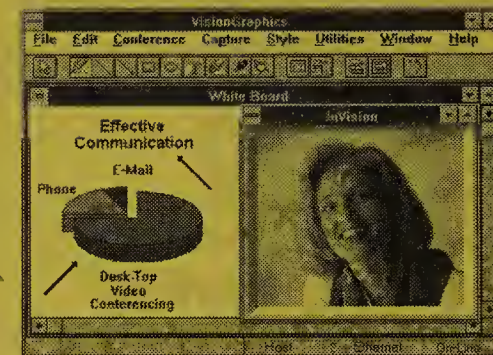 VisionGraphics
File Edit Conference Capture Style Utilities Window Help
White Board
InVision
Effective
Communication
E-Mail
Phone
Desk-Top
Video
Conferencing
Host Channel On-Line